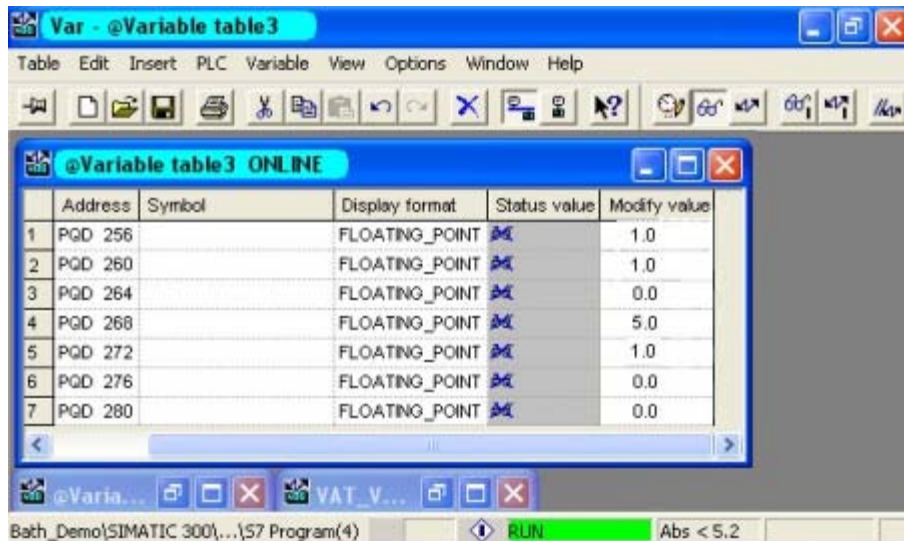 Var - @Variable table3
Table Edit Insert PLC Variable View Options Window Help
@Variable table3 ONLINE
Address Symbol Display format Status value Modify value
1 PQD 256 FLOATING_POINT 1.0
2 PQD 260 FLOATING_POINT 1.0
3 PQD 264 FLOATING_POINT 0.0
4 PQD 268 FLOATING_POINT 5.0
5 PQD 272 FLOATING_POINT 1.0
6 PQD 276 FLOATING_POINT 0.0
7 PQD 280 FLOATING_POINT 0.0
@Varia... VAT_V...
Bath_Demo\SIMATIC 300\...\S7 Program(4) RUN Abs < 5.2